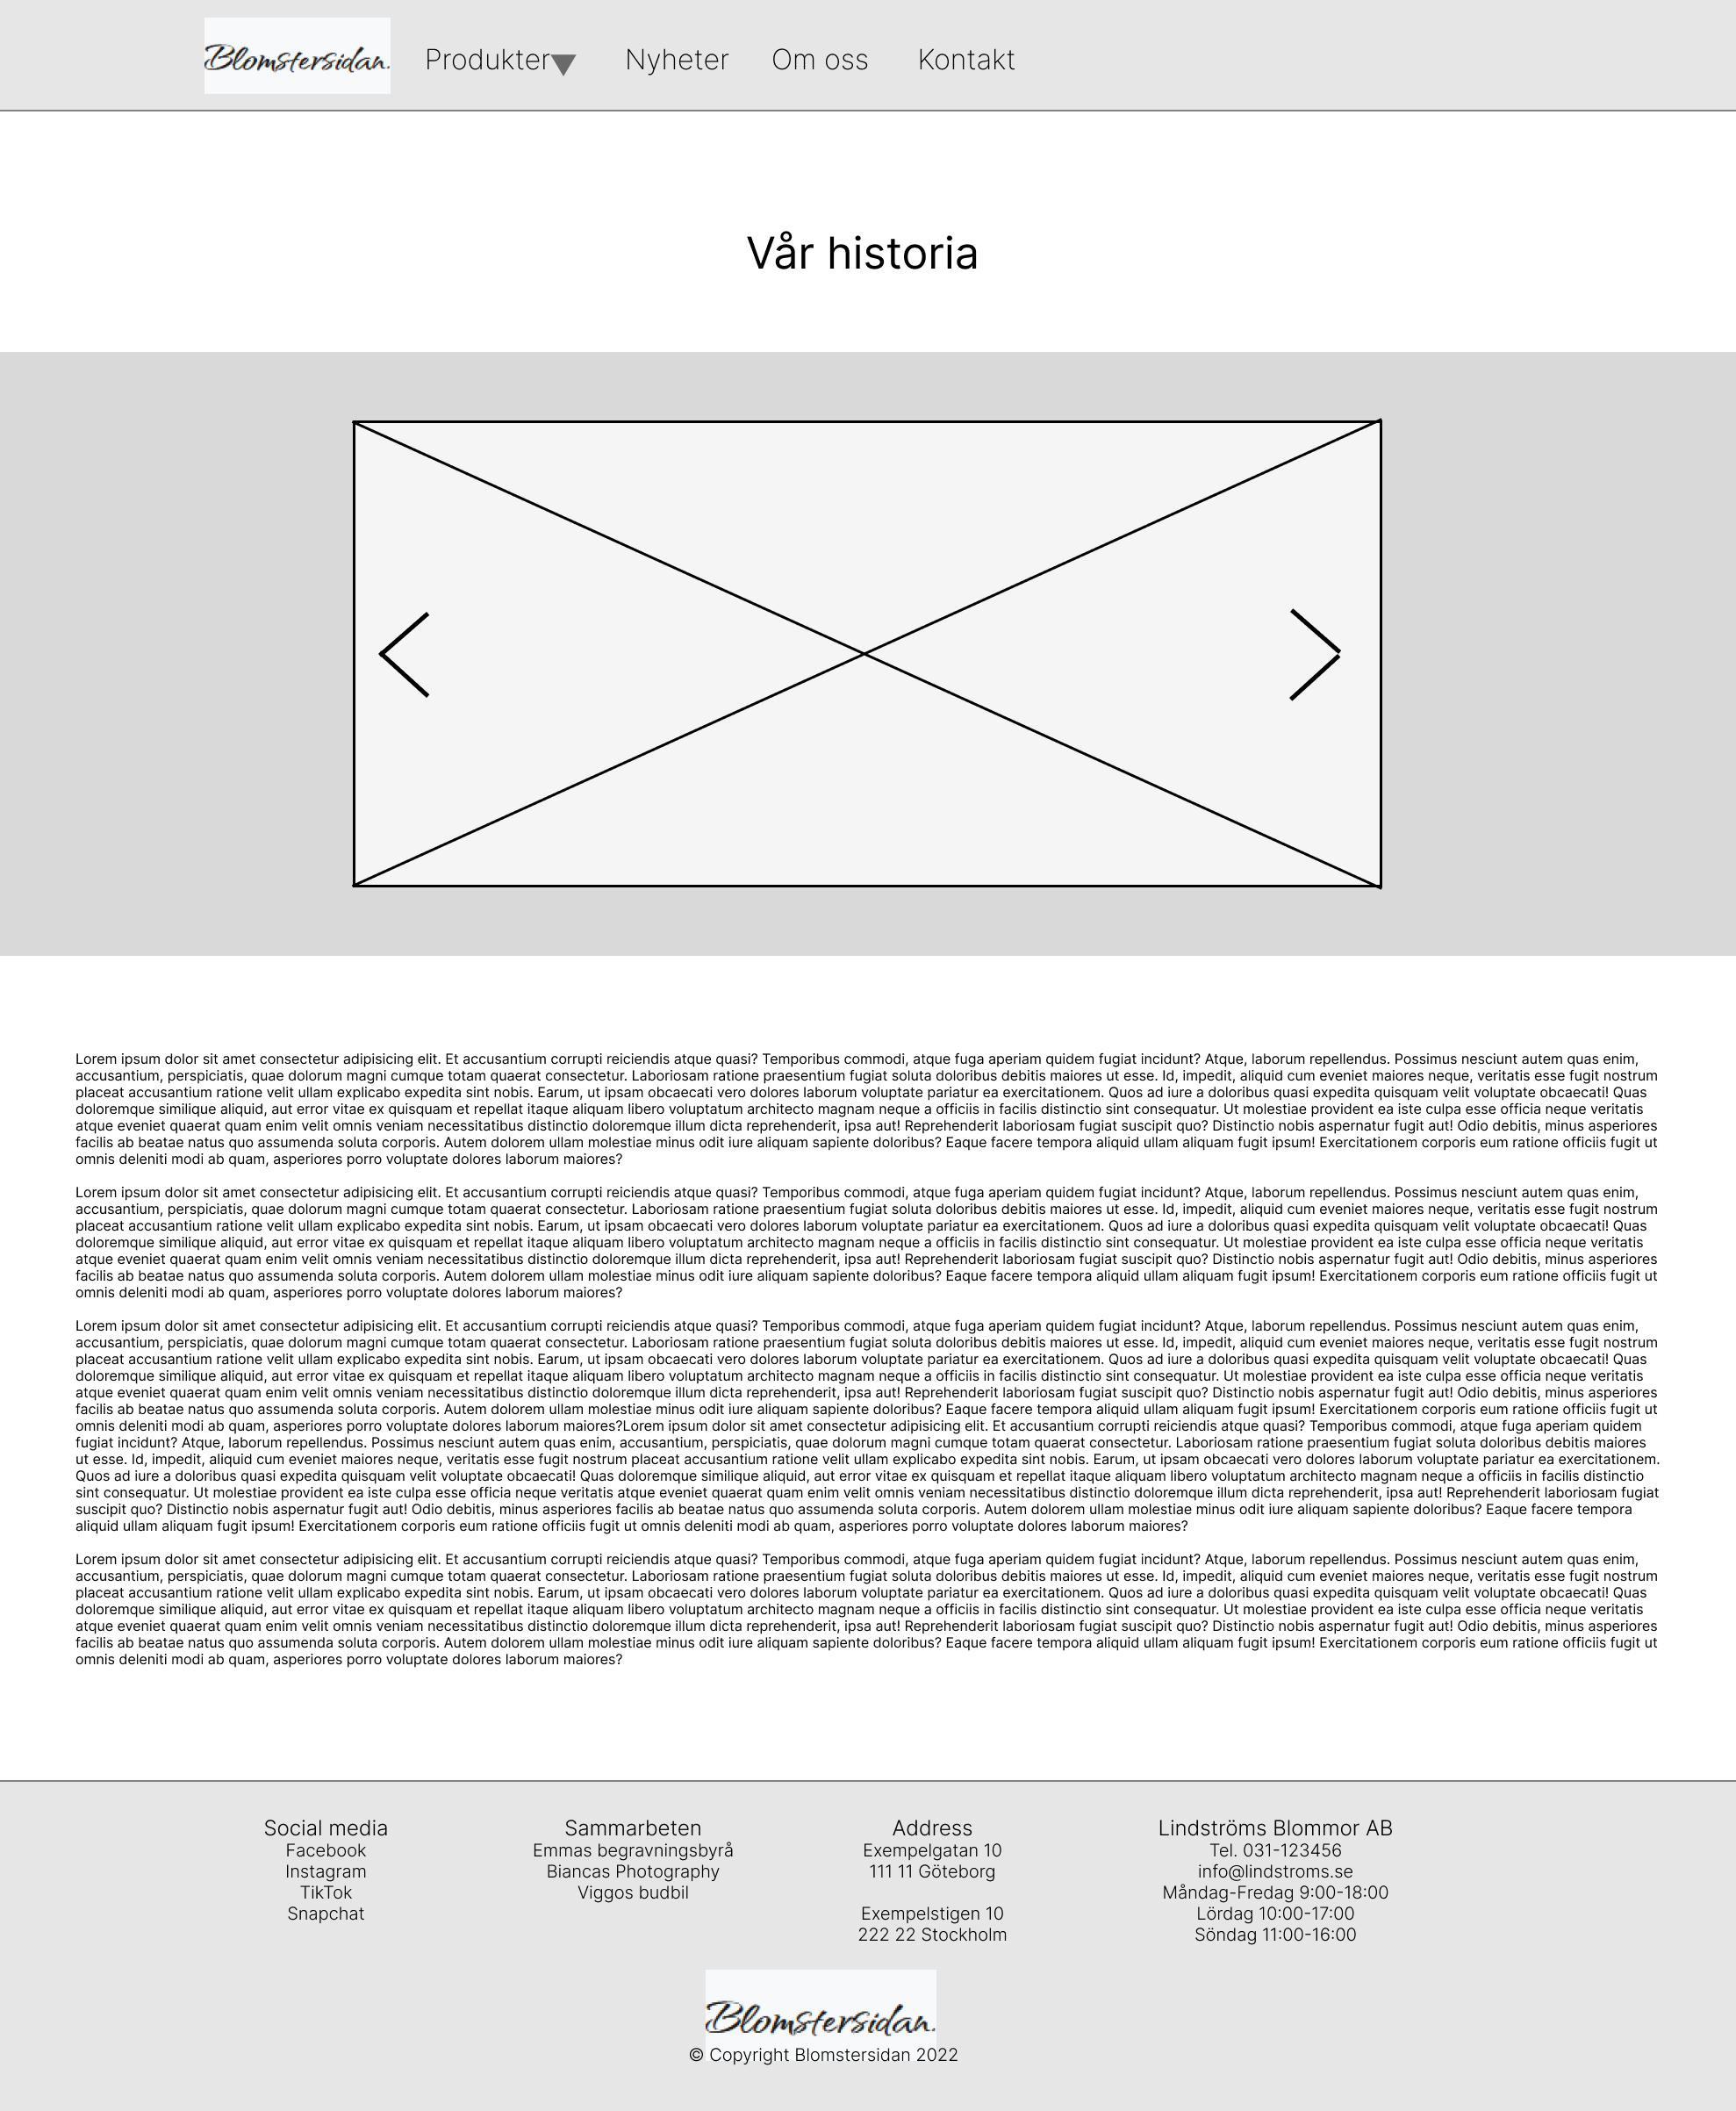 Blomstersidan. Produkter Nyheter Om oss Kontakt
Vår historia
Lorem ipsum dolor sit amet consectetur adipisicing elit. Et accusantium corrupti reiciendis atque quasi? Temporibus commodi, atque fuga aperiam quidem fugiat incidunt? Atque, laborum repellendus. Possimus nesciunt autem quas enim,
accusantium, perspiciatis, quae dolorum magni cumque totam quaerat consectetur. Laboriosam ratione praesentium fugiat soluta doloribus debitis maiores ut esse. Id, impedit, aliquid cum eveniet maiores neque, veritatis esse fugit nostrum
placeat accusantium ratione velit ullam explicabo expedita sint nobis. Earum, ut ipsam obcaecati vero dolores laborum voluptate pariatur ea exercitationem. Quos ad iure a doloribus quasi expedita quisquam velit voluptate obcaecati! Quas
doloremque similique aliquid, aut error vitae ex quisquam et repellat itaque aliquam libero voluptatum architecto magnam neque a officiis in facilis distinctio sint consequatur. Ut molestiae provident ea iste culpa esse officia neque veritatis
atque eveniet quaerat quam enim velit omnis veniam necessitatibus distinctio doloremque illum dicta reprehenderit, ipsa aut! Reprehenderit laboriosam fugiat suscipit quo? Distinctio nobis aspernatur fugit aut! Odio debitis, minus asperiores
facilis ab beatae natus quo assumenda soluta corporis. Autem dolorem ullam molestiae minus odit iure aliquam sapiente doloribus? Eaque facere tempora aliquid ullam aliquam fugit ipsum! Exercitationem corporis eum ratione officiis fugit ut
omnis deleniti modi ab quam, asperiores porro voluptate dolores laborum maiores?
Lorem ipsum dolor sit amet consectetur adipisicing elit. Et accusantium corrupti reiciendis atque quasi? Temporibus commodi, atque fuga aperiam quidem fugiat incidunt? Atque, laborum repellendus. Possimus nesciunt autem quas enim,
accusantium, perspiciatis, quae dolorum magni cumque totam quaerat consectetur. Laboriosam ratione praesentium fugiat soluta doloribus debitis maiores ut esse. Id, impedit, aliquid cum eveniet maiores neque, veritatis esse fugit nostrum
placeat accusantium ratione velit ullam explicabo expedita sint nobis. Earum, ut ipsam obcaecati vero dolores laborum voluptate pariatur ea exercitationem. Quos ad iure a doloribus quasi expedita quisquam velit voluptate obcaecati! Quas
doloremque similique aliquid, aut error vitae ex quisquam et repellat itaque aliquam libero voluptatum architecto magnam neque a officiis in facilis distinctio sint consequatur. Ut molestiae provident ea iste culpa esse officia neque veritatis
atque eveniet quaerat quam enim velit omnis veniam necessitatibus distinctio doloremque illum dicta reprehenderit, ipsa aut! Reprehenderit laboriosam fugiat suscipit quo? Distinctio nobis aspernatur fugit aut! Odio debitis, minus asperiores
facilis ab beatae natus quo assumenda soluta corporis. Autem dolorem ullam molestiae minus odit iure aliquam sapiente doloribus? Eaque facere tempora aliquid ullam aliquam fugit ipsum! Exercitationem corporis eum ratione officiis fugit ut
omnis deleniti modi ab quam, asperiores porro voluptate dolores laborum maiores?
Lorem ipsum dolor sit amet consectetur adipisicing elit. Et accusantium corrupti reiciendis atque quasi? Temporibus commodi, atque fuga aperiam quidem fugiat incidunt? Atque, laborum repellendus. Possimus nesciunt autem quas enim,
accusantium, perspiciatis, quae dolorum magni cumque totam quaerat consectetur. Laboriosam ratione praesentium fugiat soluta doloribus debitis maiores ut esse. Id, impedit, aliquid cum eveniet maiores neque, veritatis esse fugit nostrum
placeat accusantium ratione velit ullam explicabo expedita sint nobis. Earum, ut ipsam obcaecati vero dolores laborum voluptate pariatur ea exercitationem. Quos ad iure a doloribus quasi expedita quisquam velit voluptate obcaecati! Quas
doloremque similique aliquid, aut error vitae ex quisquam et repellat itaque aliquam libero voluptatum architecto magnam neque a officiis in facilis distinctio sint consequatur. Ut molestiae provident ea iste culpa esse officia neque veritatis
atque eveniet quaerat quam enim velit omnis veniam necessitatibus distinctio doloremque illum dicta reprehenderit, ipsa aut! Reprehenderit laboriosam fugiat suscipit quo? Distinctio nobis aspernatur fugit aut! Odio debitis, minus asperiores
facilis ab beatae natus quo assumenda soluta corporis. Autem dolorem ullam molestiae minus odit iure aliquam sapiente doloribus? Eaque facere tempora aliquid ullam aliquam fugit ipsum! Exercitationem corporis eum ratione officiis fugit ut
omnis deleniti modi ab quam, asperiores porro voluptate dolores laborum maiores?Lorem ipsum dolor sit amet consectetur adipisicing elit. Et accusantium corrupti reiciendis atque quasi? Temporibus commodi, atque fuga aperiam quidem
fugiat incidunt? Atque, laborum repellendus. Possimus nesciunt autem quas enim, accusantium, perspiciatis, quae dolorum magni cumque totam quaerat consectetur. Laboriosam ratione praesentium fugiat soluta doloribus debitis maiores
ut esse. Id, impedit, aliquid cum eveniet maiores neque, veritatis esse fugit nostrum placeat accusantium ratione velit ullam explicabo expedita sint nobis. Earum, ut ipsam obcaecati vero dolores laborum voluptate pariatur ea exercitationem.
Quos ad iure a doloribus quasi expedita quisquam velit voluptate obcaecati! Quas doloremque similique aliquid, aut error vitae ex quisquam et repellat itaque aliquam libero voluptatum architecto magnam neque a officiis in facilis distinctio
sint consequatur. Ut molestiae provident ea iste culpa esse officia neque veritatis atque eveniet quaerat quam enim velit omnis veniam necessitatibus distinctio doloremque illum dicta reprehenderit, ipsa aut! Reprehenderit laboriosam fugiat
suscipit quo? Distinctio nobis aspernatur fugit aut! Odio debitis, minus asperiores facilis ab beatae natus quo assumenda soluta corporis. Autem dolorem ullam molestiae minus odit iure aliquam sapiente doloribus? Eaque facere tempora
aliquid ullam aliquam fugit ipsum! Exercitationem corporis eum ratione officiis fugit ut omnis deleniti modi ab quam, asperiores porro voluptate dolores laborum maiores?
Lorem ipsum dolor sit amet consectetur adipisicing elit. Et accusantium corrupti reiciendis atque quasi? Temporibus commodi, atque fuga aperiam quidem fugiat incidunt? Atque, laborum repellendus. Possimus nesciunt autem quas enim,
accusantium, perspiciatis, quae dolorum magni cumque totam quaerat consectetur. Laboriosam ratione praesentium fugiat soluta doloribus debitis maiores ut esse. Id, impedit, aliquid cum eveniet maiores neque, veritatis esse fugit nostrum
placeat accusantium ratione velit ullam explicabo expedita sint nobis. Earum, ut ipsam obcaecati vero dolores laborum voluptate pariatur ea exercitationem. Quos ad iure a doloribus quasi expedita quisquam velit voluptate obcaecati! Quas
doloremque similique aliquid, aut error vitae ex quisquam et repellat itaque aliquam libero voluptatum architecto magnam neque a officiis in facilis distinctio sint consequatur. Ut molestiae provident ea iste culpa esse officia neque veritatis
atque eveniet quaerat quam enim velit omnis veniam necessitatibus distinctio doloremque illum dicta reprehenderit, ipsa aut! Reprehenderit laboriosam fugiat suscipit quo? Distinctio nobis aspernatur fugit aut! Odio debitis, minus asperiores
facilis ab beatae natus quo assumenda soluta corporis. Autem dolorem ullam molestiae minus odit iure aliquam sapiente doloribus? Eaque facere tempora aliquid ullam aliquam fugit ipsum! Exercitationem corporis eum ratione officiis fugit ut
omnis deleniti modi ab quam, asperiores porro voluptate dolores laborum maiores?
Social media
Facebook
Instagram
TikTok
Snapchat
Sammarbeten
Emmas begravningsbyrå
Biancas Photography
Viggos budbil
Address
Exempelgatan 10
111 11 Göteborg
Exempelstigen 10
222 22 Stockholm
Lindströms Blommor AB
Tel. 031-123456
info@lindstroms.se
Måndag-Fredag 9:00-18:00
Lördag 10:00-17:00
Söndag 11:00-16:00
Blomstersidan.
© Copyright Blomstersidan 2022